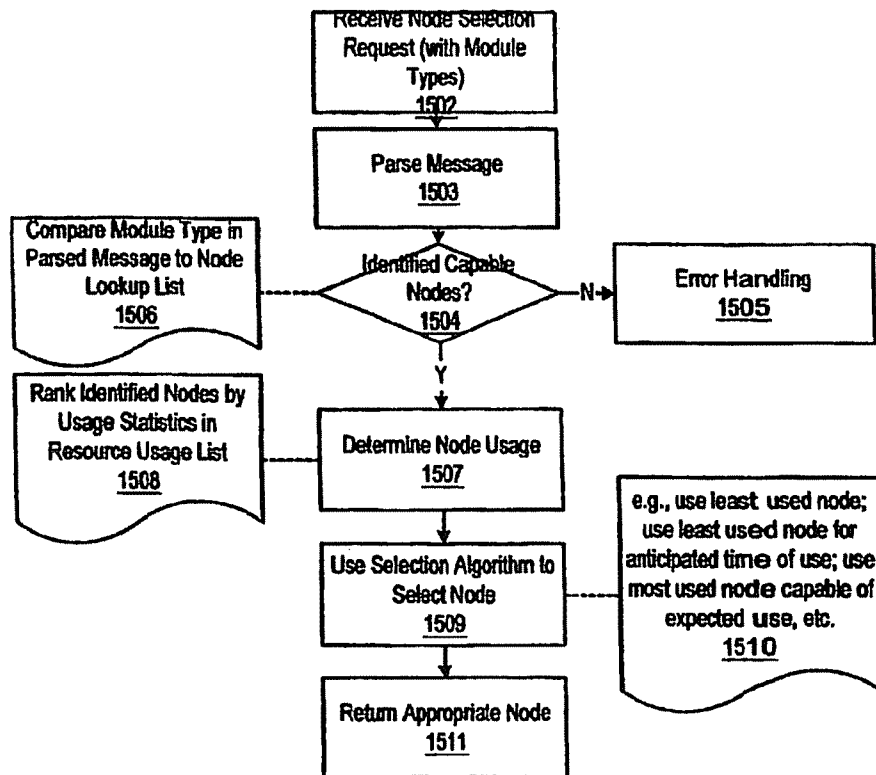 Receive Node Selection
Request (with Module
Types)
1502
Parse Message
1503
Compare Module Type in
Parsed Message to Node
Lookup List
1506
Identified Capable
Nodes?
1504
N
Error Handling
1505
Y
Rank Identified Nodes by
Usage Statistics in
Resource Usage List
1508
Determine Node Usage
1507
e.g., use least used node;
use least used node for
anticipated time of use; use
most used node capable of
expected use, etc.
1510
Use Selection Algorithm to
Select Node
1509
Return Appropriate Node
1511